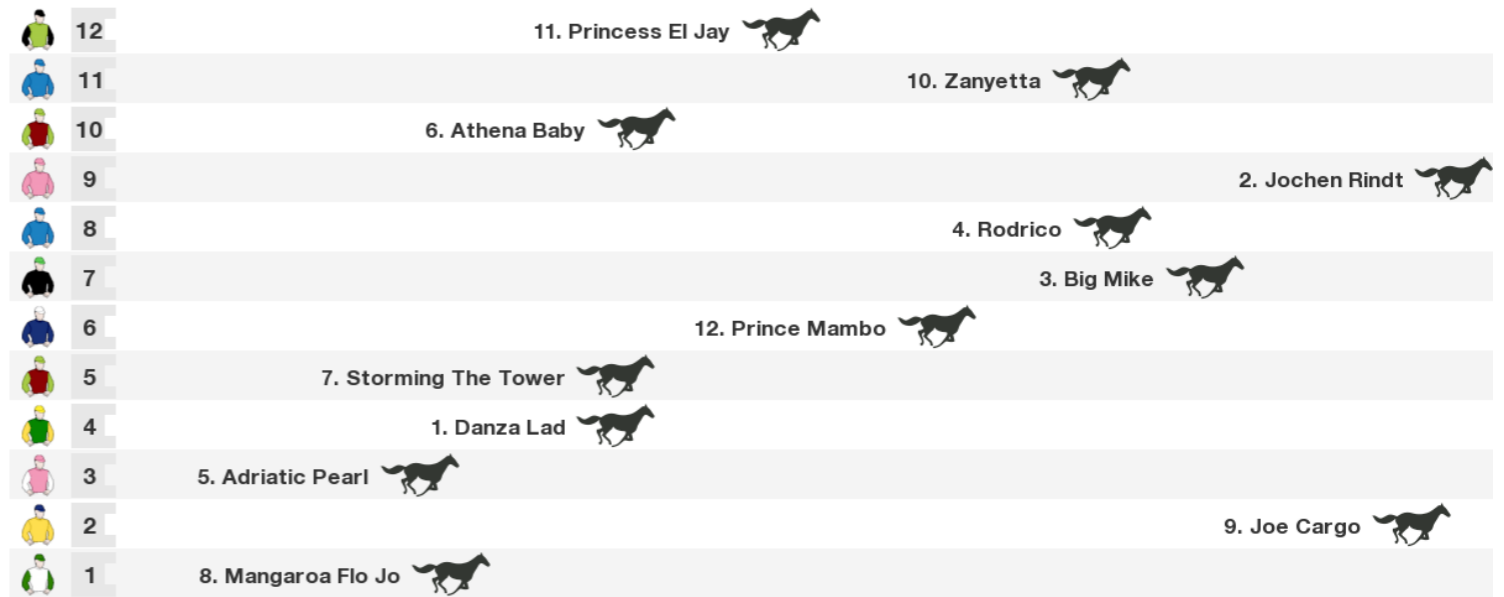 12 11. Princess El Jay
11 10. Zanyetta
10 6. Athena Baby
9 2. Jochen Rindt
8 4. Rodrico
7 3. Big Mike
6 12. Prince Mambo
5 7. Storming The Tower
4 1. Danza Lad
3 5. Adriatic Pearl
2 9. Joe Cargo
1 8. Mangaroa Flo Jo